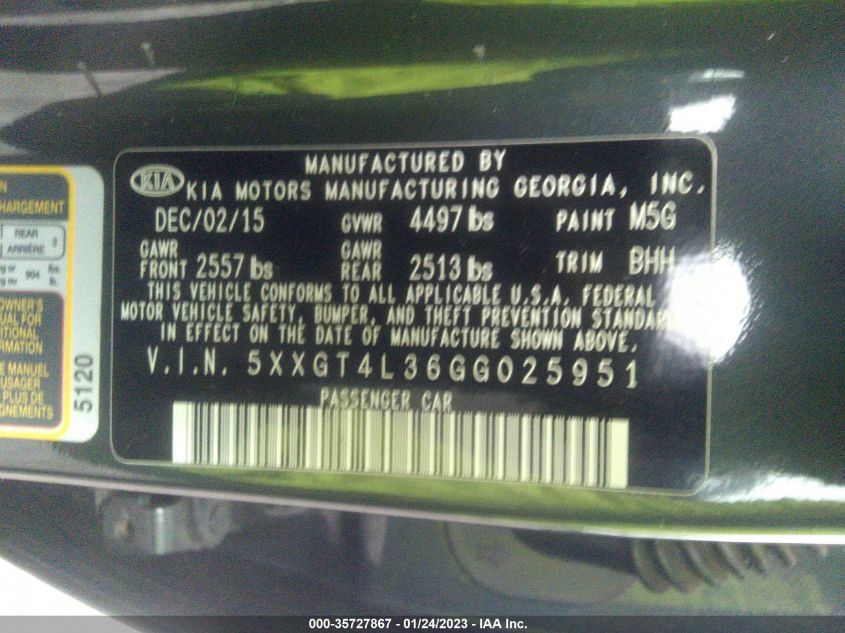 MANUFACTURED BY
KIA KIA MOTORS MANUFACTURING GEORGIA, INC.
DEC/02/15 GVWR 4497 lbs PAINT M5G
GAWR FRONT 2557 lbs GAWR REAR 2513 lbs TRIM BHH
THIS VEHICLE CONFORMS TO ALL APPLICABLE U.S.A. FEDERAL
MOTOR VEHICLE SAFETY, BUMPER, AND THEFT PREVENTION STANDARDS
IN EFFECT ON THE DATE OF MANUFACTURE SHOWN ABOVE.
V.I.N. 5XXGT4L36GG025951
PASSENGER CAR
HARGEMENT
REAR
ARRIÈRE
904
OWNER'S
UAL FOR
ITIONAL
RMATION
E MANUEL
USAGER
PLUS DE
IGNEMENTS
5120
000-35727867 - 01/24/2023 - IAA Inc.